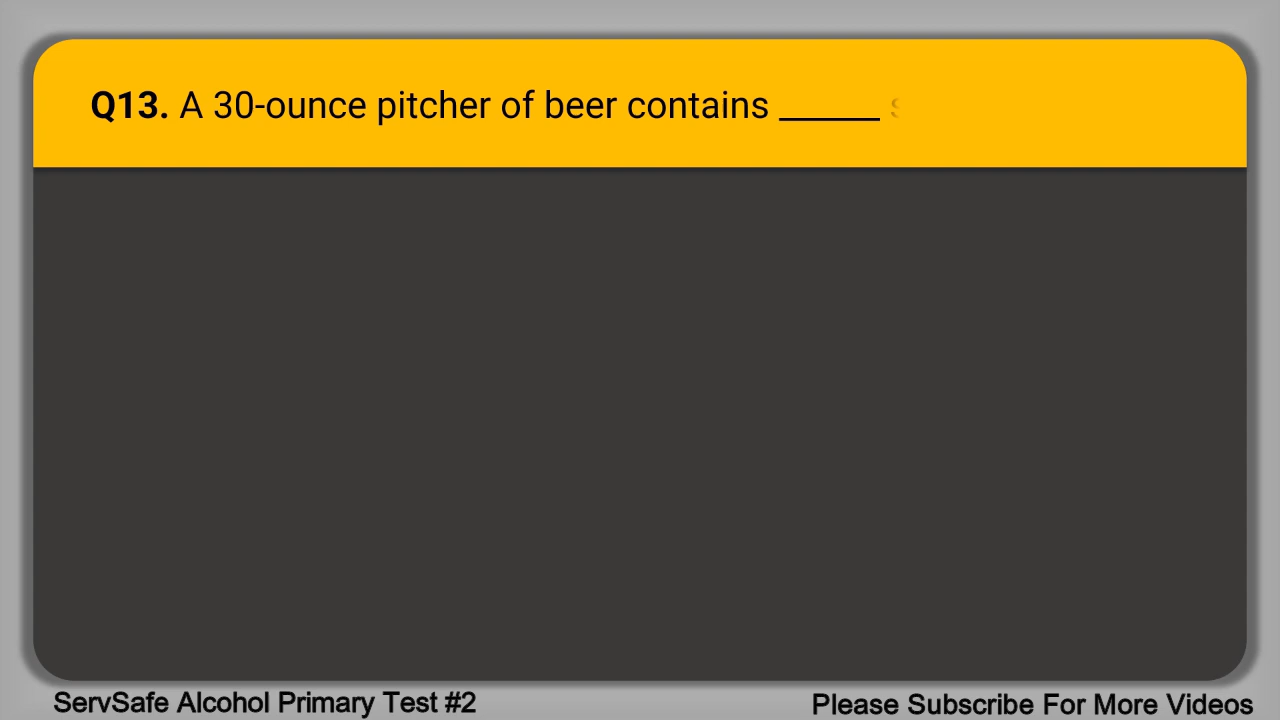 Q13. A 30-ounce pitcher of beer contains ______
ServSafe Alcohol Primary Test #2
Please Subscribe For More Videos